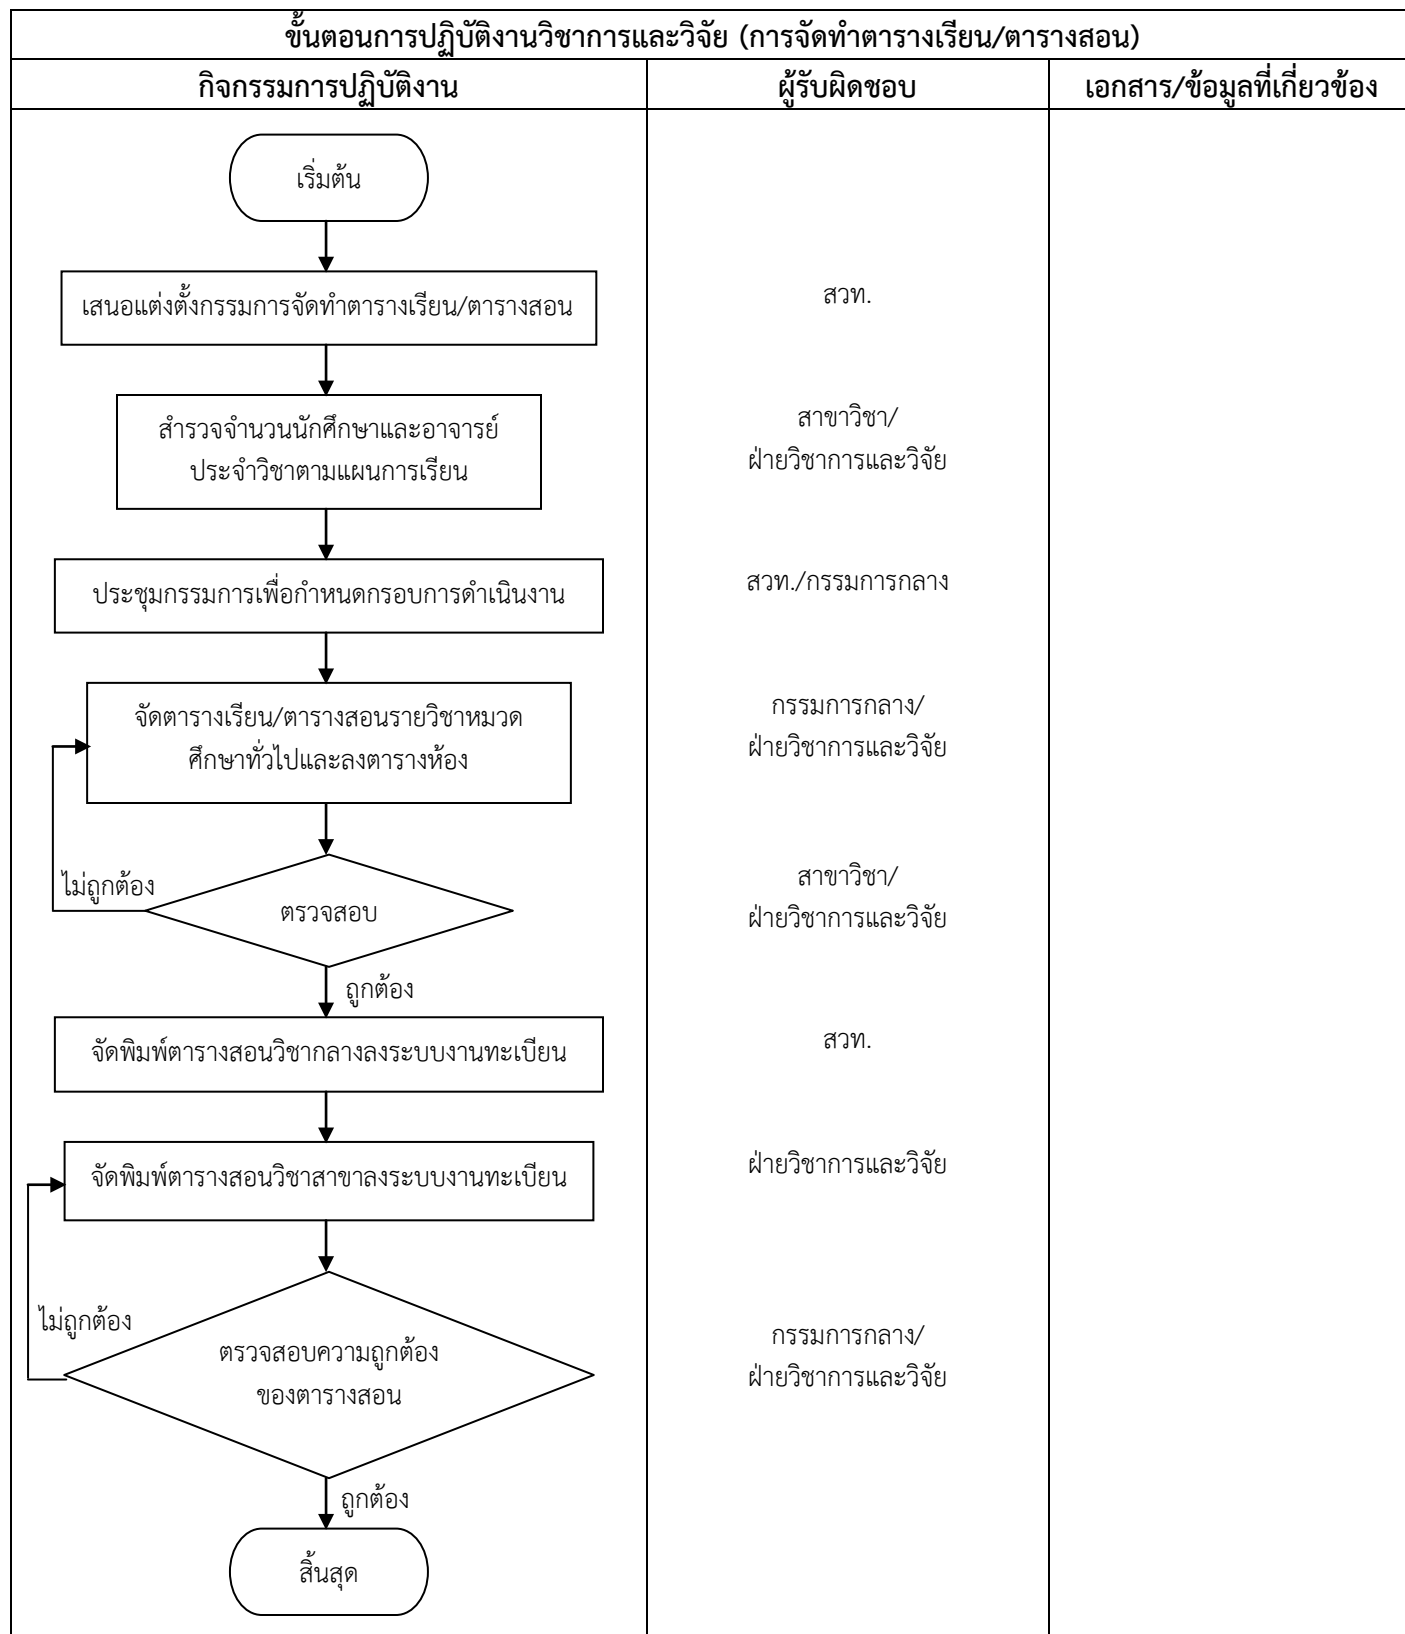 ขั้นตอนการปฏิบัติงานวิชาการและวิจัย (การจัดทำตารางเรียน/ตารางสอน)
กิจกรรมการปฏิบัติงาน
ผู้รับผิดชอบ
เอกสาร/ข้อมูลที่เกี่ยวข้อง
เริ่มต้น
เสนอแต่งตั้งกรรมการจัดทำตารางเรียน/ตารางสอน
สวท.
สำรวจจำนวนนักศึกษาและอาจารย์
ประจำวิชาตามแผนการเรียน
สาขาวิชา/
ฝ่ายวิชาการและวิจัย
ประชุมกรรมการเพื่อกำหนดกรอบการดำเนินงาน
สวท./กรรมการกลาง
จัดตารางเรียน/ตารางสอนรายวิชาหมวด
ศึกษาทั่วไปและลงตารางห้อง
กรรมการกลาง/
ฝ่ายวิชาการและวิจัย
ไม่ถูกต้อง
ตรวจสอบ
สาขาวิชา/
ฝ่ายวิชาการและวิจัย
ถูกต้อง
จัดพิมพ์ตารางสอนวิชากลางลงระบบงานทะเบียน
สวท.
จัดพิมพ์ตารางสอนวิชาสาขาลงระบบงานทะเบียน
ฝ่ายวิชาการและวิจัย
ไม่ถูกต้อง
ตรวจสอบความถูกต้อง
ของตารางสอน
กรรมการกลาง/
ฝ่ายวิชาการและวิจัย
ถูกต้อง
สิ้นสุด